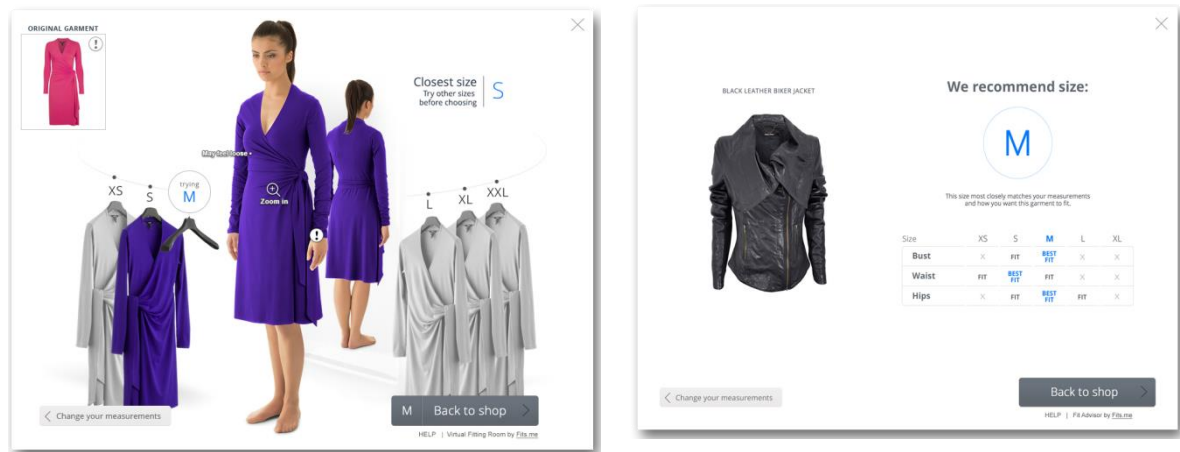 ORIGINAL GARMENT
!
Closest size
Try other sizes
before choosing
S
May feel loose
XS
S
trying
M
Zoom in
!
L
XL
XXL
Change your measurements
M Back to shop
HELP | Virtual Fitting Room by Fits.me
BLACK LEATHER BIKER JACKET
We recommend size:
M
This size most closely matches your measurements
and how you want this garment to fit.
Size XS S M L XL
Bust X FIT BEST FIT X X
Waist FIT BEST FIT FIT X X
Hips X FIT BEST FIT FIT X
Change your measurements
Back to shop
HELP | Fit Advisor by Fits.me